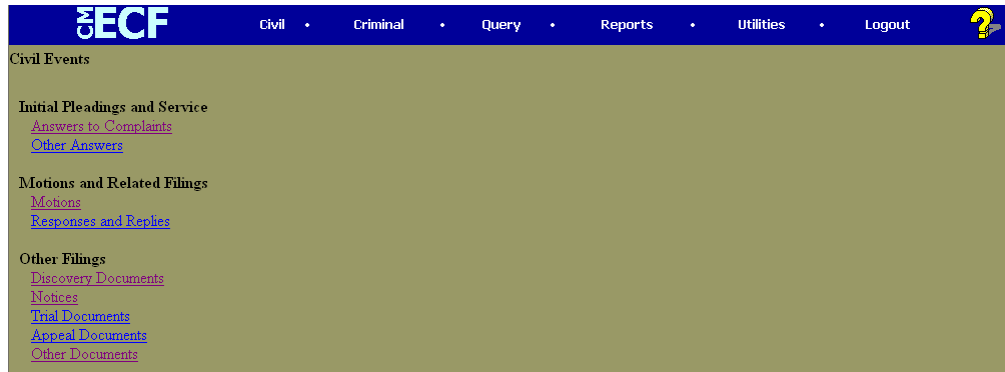 CM ECF Civil • Criminal • Query • Reports • Utilities • Logout ?
Civil Events
Initial Pleadings and Service
Answers to Complaints
Other Answers
Motions and Related Filings
Motions
Responses and Replies
Other Filings
Discovery Documents
Notices
Trial Documents
Appeal Documents
Other Documents